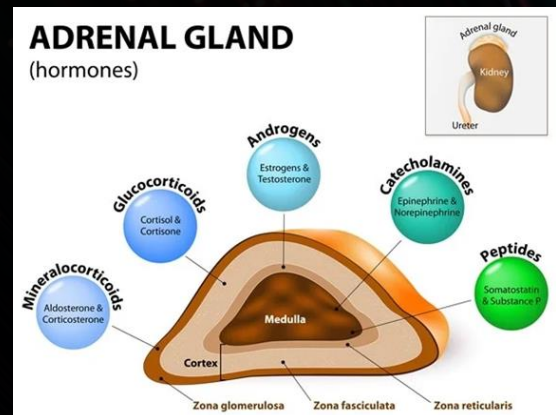 ADRENAL GLAND
(hormones)
Adrenal gland
Kidney
Ureter
Androgens
Estrogens &
Testosterone
Glucocorticoids
Cortisol &
Cortisone
Catecholamines
Epinephrine &
Norepinephrine
Mineralocorticoids
Aldosterone &
Corticosterone
Peptides
Somatostatin
& Substance P
Medulla
Cortex
Zona glomerulosa
Zona fasciculata
Zona reticularis